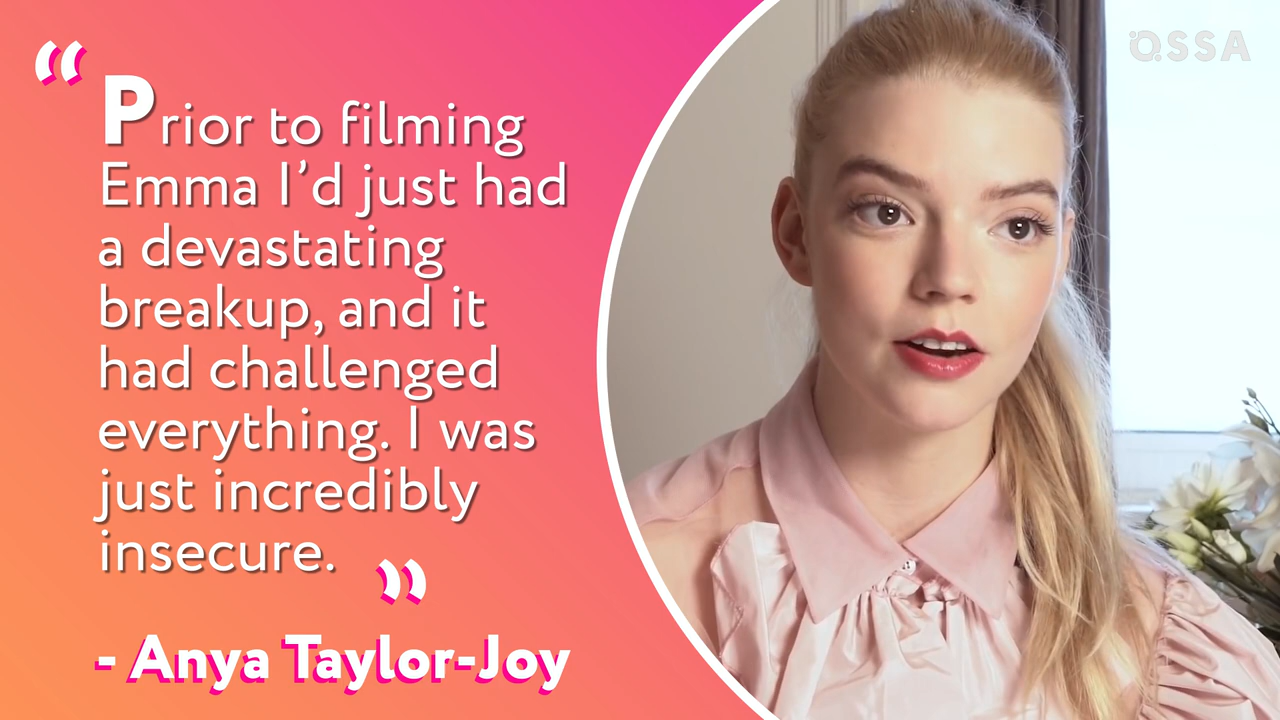 OSSA
“Prior to filming
Emma I’d just had
a devastating
breakup, and it
had challenged
everything. I was
just incredibly
insecure.”
- Anya Taylor-Joy